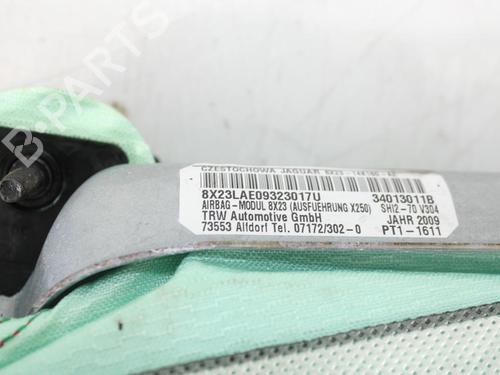 B-PARTS
CZESTOCHOWA JAGUAR 8X23
8X23LAE09323017U 34013011B
AIRBAG-MODUL 8X23 (AUSFUEHRUNG X250) SHI2-70 V304
TRW Automotive GmbH JAHR 2009
73553 Alfdorf Tel. 07172/302-0 PT1-1611